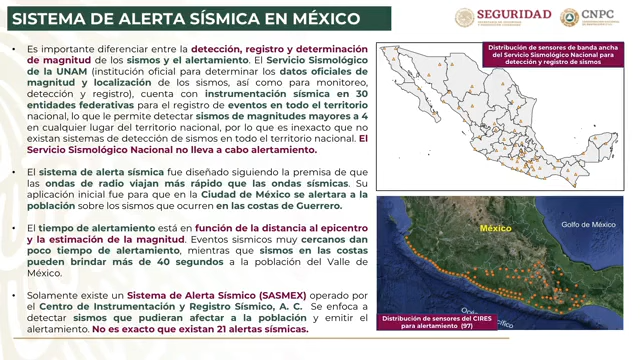 SISTEMA DE ALERTA SÍSMICA EN MÉXICO
SEGURIDAD
CNPC
• Es importante diferenciar entre la detección, registro y determinación
de magnitud de los sismos y el alertamiento. El Servicio Sismológico
de la UNAM (institución oficial para determinar los datos oficiales de
magnitud y localización de los sismos, así como para monitoreo,
detección y registro), cuenta con instrumentación sísmica en 30
entidades federativas para el registro de eventos en todo el territorio
nacional, lo que le permite detectar sismos de magnitudes mayores a 4
en cualquier lugar del territorio nacional, por lo que es inexacto que no
existan sistemas de detección de sismos en todo el territorio nacional. El
Servicio Sismológico Nacional no lleva a cabo alertamiento.
• El sistema de alerta sísmica fue diseñado siguiendo la premisa de que
las ondas de radio viajan más rápido que las ondas sísmicas. Su
aplicación inicial fue para que en la Ciudad de México se alertara a la
población sobre los sismos que ocurren en las costas de Guerrero.
• El tiempo de alertamiento está en función de la distancia al epicentro
y la estimación de la magnitud. Eventos sísmicos muy cercanos dan
poco tiempo de alertamiento, mientras que sismos en las costas
pueden brindar más de 40 segundos a la población del Valle de
México.
• Solamente existe un Sistema de Alerta Sísmico (SASMEX) operado por
el Centro de Instrumentación y Registro Sísmico, A. C. Se enfoca a
detectar sismos que pudieran afectar a la población y emitir el
alertamiento. No es exacto que existan 21 alertas sísmicas.
Distribución de sensores de banda ancha
del Servicio Sismológico Nacional para
detección y registro de sismos
México
Golfo de México
Distribución de sensores del CIRES
para alertamiento (97)